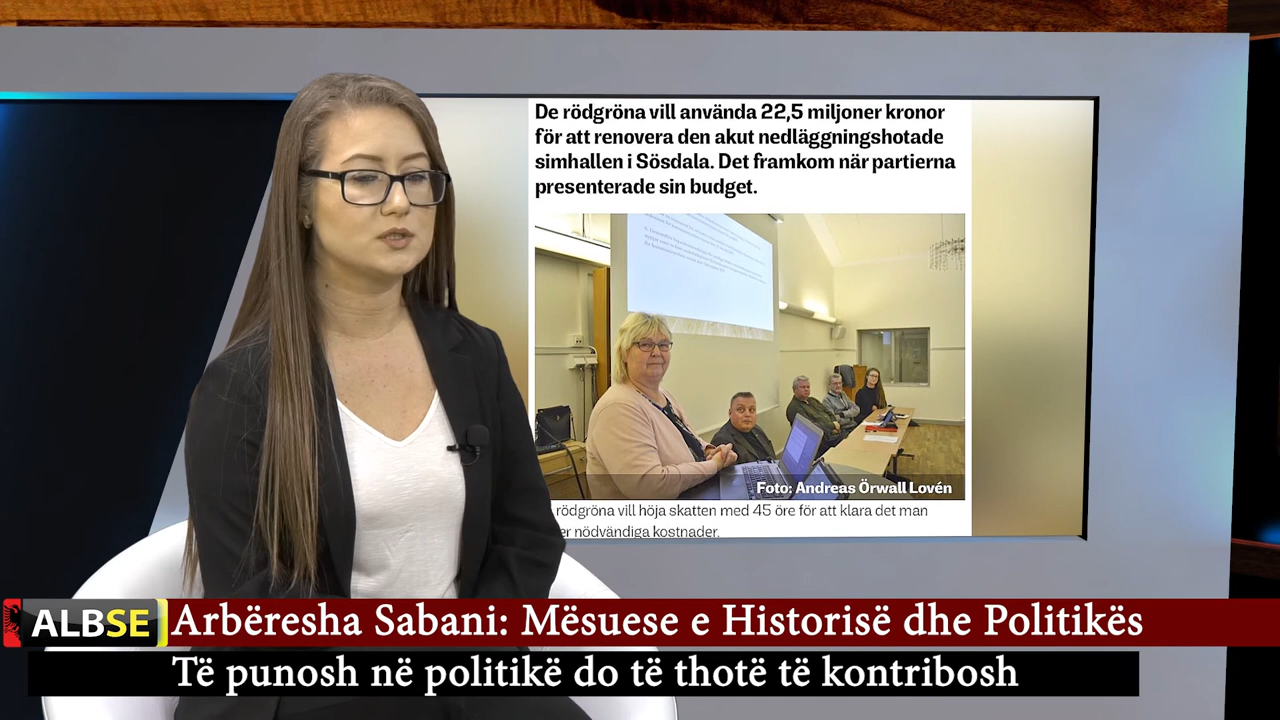 De rödgröna vill använda 22,5 miljoner kronor
för att renovera den akut nedläggningshotade
simhallen i Sösdala. Det framkom när partierna
presenterade sin budget.
Foto: Andreas Örwall Lovén
rödgröna vill höja skatten med 45 öre för att klara det man
er nödvändiga kostnader.
ALBSE
Arbëresha Sabani: Mësuese e Historisë dhe Politikës
Të punosh në politikë do të thotë të kontribosh